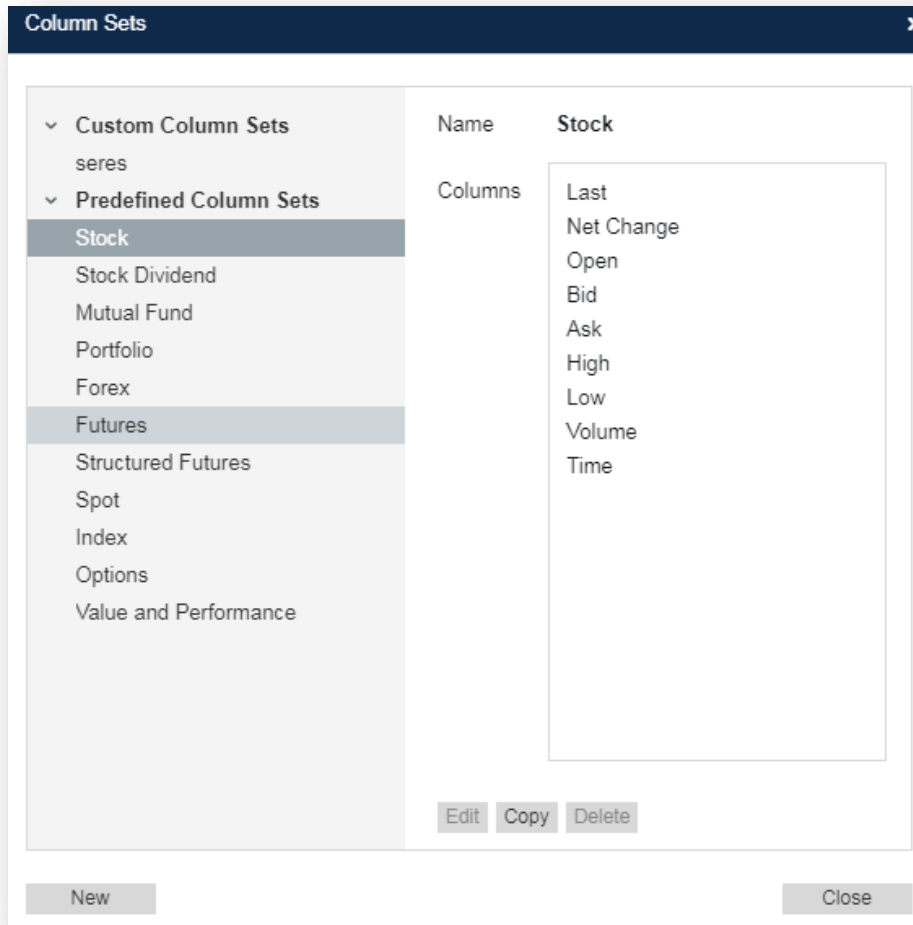 Column Sets
Custom Column Sets
seres
Predefined Column Sets
Stock
Stock Dividend
Mutual Fund
Portfolio
Forex
Futures
Structured Futures
Spot
Index
Options
Value and Performance
Name Stock
Columns
Last
Net Change
Open
Bid
Ask
High
Low
Volume
Time
Edit Copy Delete
New Close